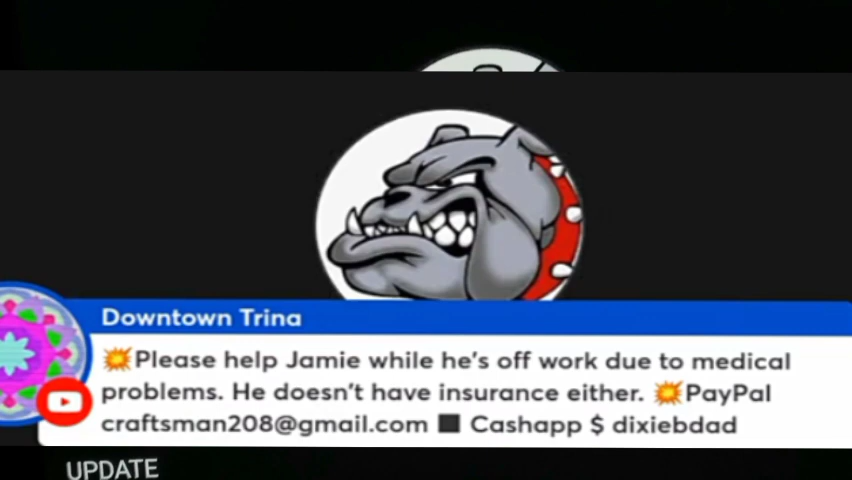 Downtown Trina
💥Please help Jamie while he's off work due to medical
problems. He doesn't have insurance either. 💥PayPal
craftsman208@gmail.com ⬛ Cashapp $ dixiebdad
UPDATE